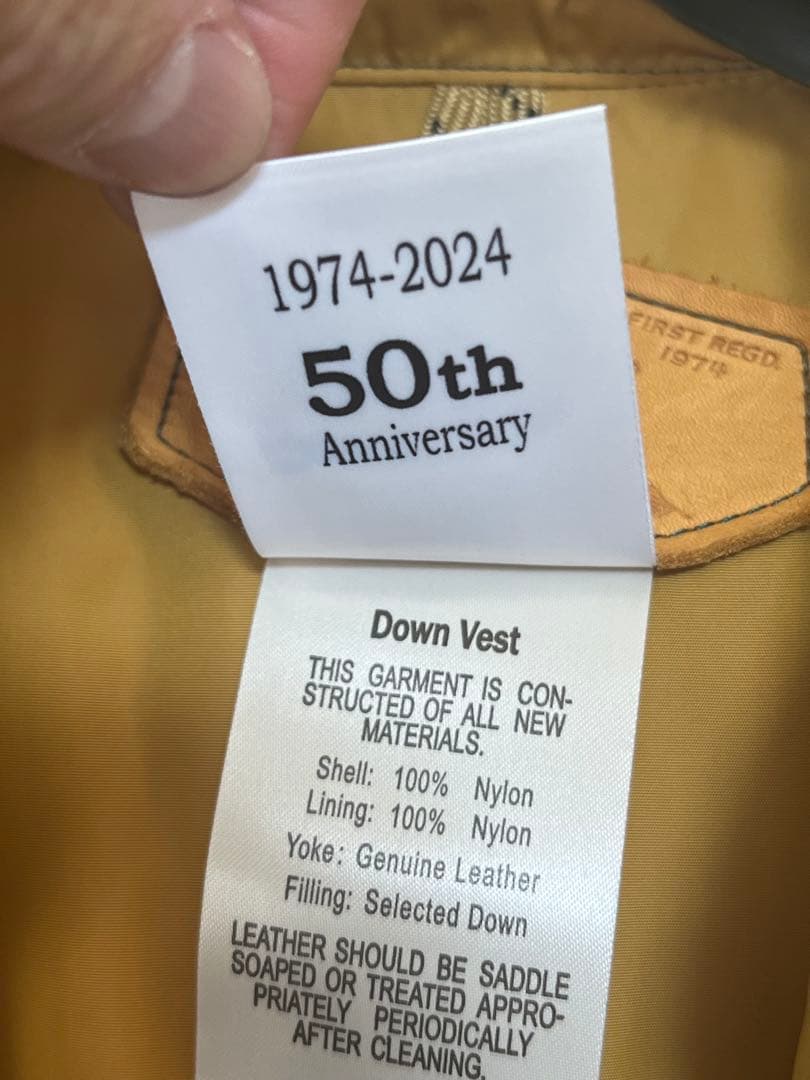 1974-2024
50th
Anniversary
FIRST REGD.
1974
Down Vest
THIS GARMENT IS CON-
STRUCTED OF ALL NEW
MATERIALS.
Shell: 100% Nylon
Lining: 100% Nylon
Yoke: Genuine Leather
Filling: Selected Down
LEATHER SHOULD BE SADDLE
SOAPED OR TREATED APPRO-
PRIATELY PERIODICALLY
AFTER CLEANING.